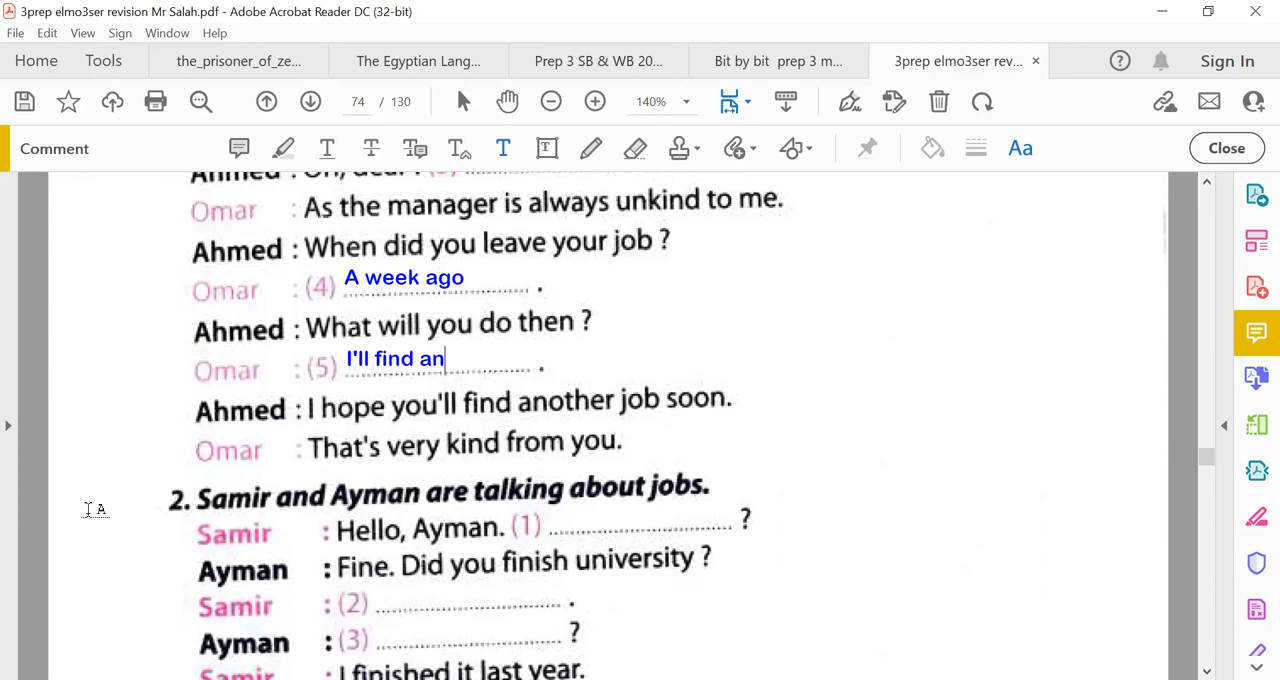 3prep elmo3ser revision Mr Salah.pdf - Adobe Acrobat Reader DC (32-bit)
File Edit View Sign Window Help
Home Tools the_prisoner_of_ze... The Egyptian Lang... Prep 3 SB & WB 20... Bit by bit prep 3 m... 3prep elmo3ser rev... × Sign In
74 / 130 140%
Comment Aa Close
Omar : As the manager is always unkind to me.
Ahmed : When did you leave your job ?
Omar : (4) A week ago .
Ahmed : What will you do then ?
Omar : (5) I'll find an .
Ahmed : I hope you'll find another job soon.
Omar : That's very kind from you.
2. Samir and Ayman are talking about jobs.
Samir : Hello, Ayman. (1) ........................ ?
Ayman : Fine. Did you finish university ?
Samir : (2) ........................ .
Ayman : (3) ........................ ?
Samir : I finished it last year.